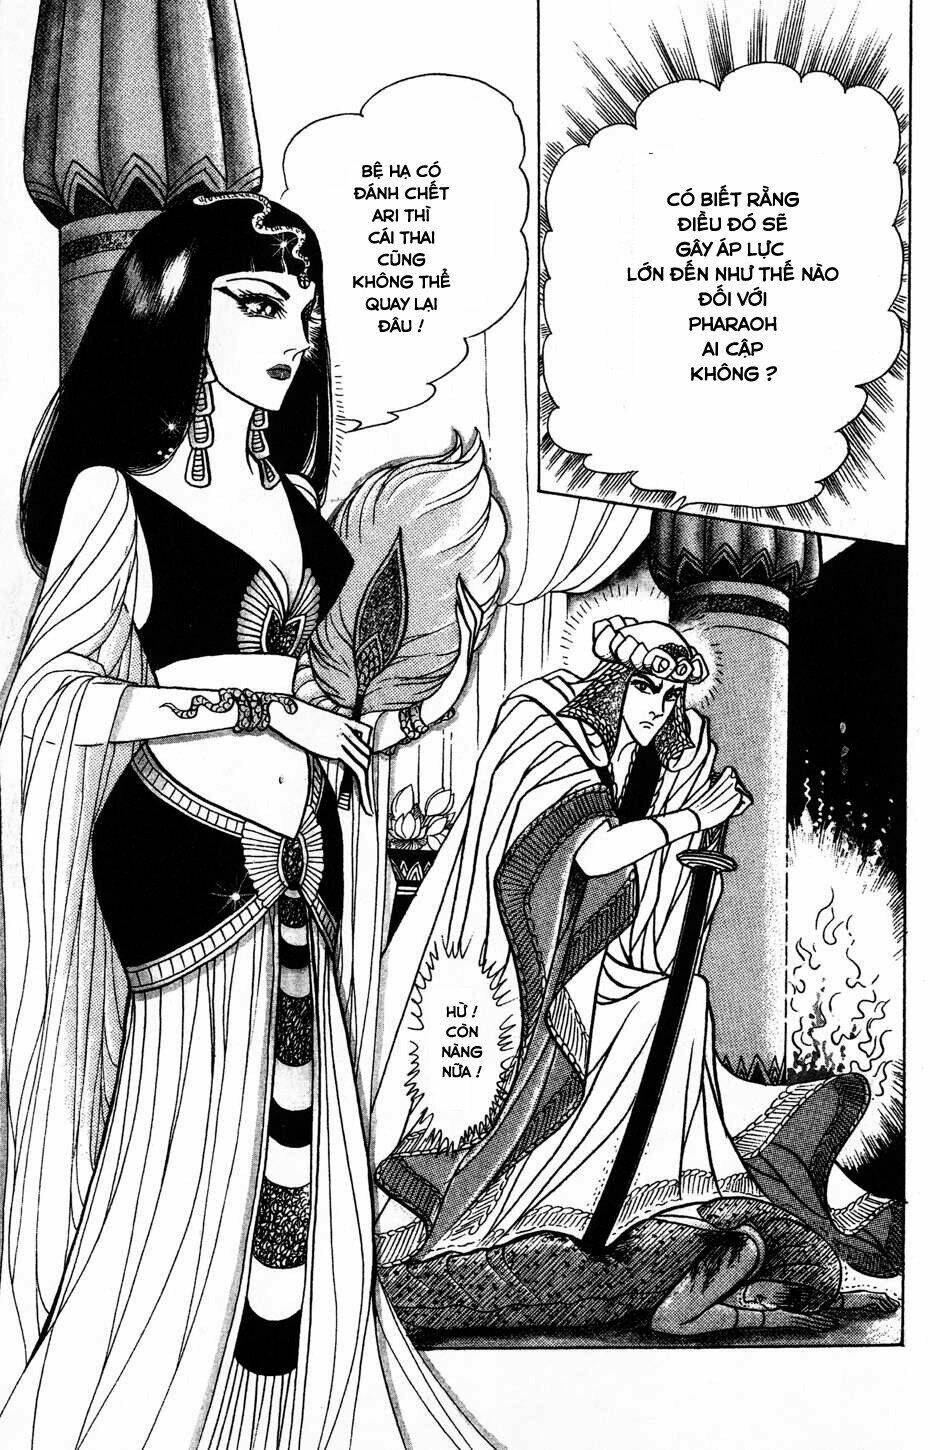 CÓ BIẾT RẰNG
ĐIỀU ĐÓ SẼ
GÂY ÁP LỰC
LỚN ĐẾN NHƯ THẾ NÀO
ĐỐI VỚI
PHARAOH
AI CẬP
KHÔNG ?
BỆ HẠ CÓ
ĐÁNH CHẾT
ARI THÌ
CÁI THAI
CŨNG
KHÔNG THỂ
QUAY LẠI
ĐÂU !
HỪ !
CÒN
NÀNG
NỮA !